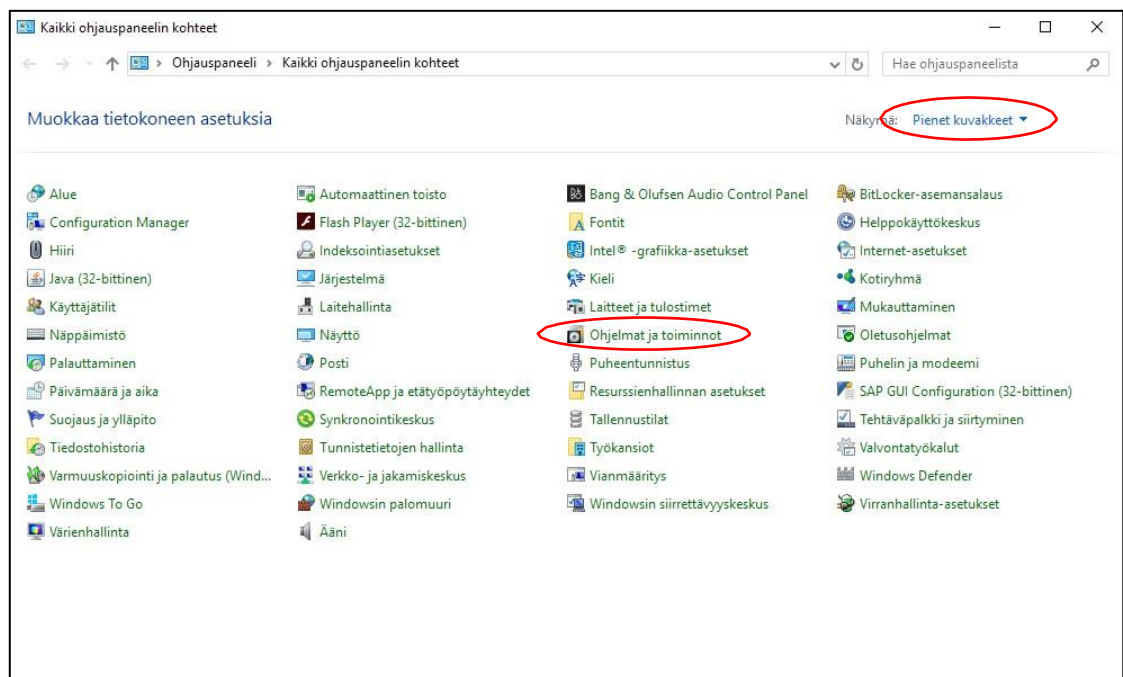 Kaikki ohjauspaneelin kohteet
Ohjauspaneeli > Kaikki ohjauspaneelin kohteet
Hae ohjauspaneelista
Muokkaa tietokoneen asetuksia
Näkymä: Pienet kuvakkeet
Alue
Automaattinen toisto
Bang & Olufsen Audio Control Panel
BitLocker-asemansalaus
Configuration Manager
Flash Player (32-bittinen)
Fontit
Helppokäyttökeskus
Hiiri
Indeksointiasetukset
Intel® -grafiikka-asetukset
Internet-asetukset
Java (32-bittinen)
Järjestelmä
Kieli
Kotiryhmä
Käyttäjätilit
Laitehallinta
Laitteet ja tulostimet
Mukauttaminen
Näppäimistö
Näyttö
Ohjelmat ja toiminnot
Oletusohjelmat
Palauttaminen
Posti
Puheentunnistus
Puhelin ja modeemi
Päivämäärä ja aika
RemoteApp ja etätyöpöytäyhteydet
Resurssienhallinnan asetukset
SAP GUI Configuration (32-bittinen)
Suojaus ja ylläpito
Synkronointikeskus
Tallennustilat
Tehtäväpalkki ja siirtyminen
Tiedostohistoria
Tunnistetietojen hallinta
Työkansiot
Valvontatyökalut
Varmuuskopiointi ja palautus (Wind...
Verkko- ja jakamiskeskus
Vianmääritys
Windows Defender
Windows To Go
Windowsin palomuuri
Windowsin siirrettävyyskeskus
Virranhallinta-asetukset
Värienhallinta
Ääni